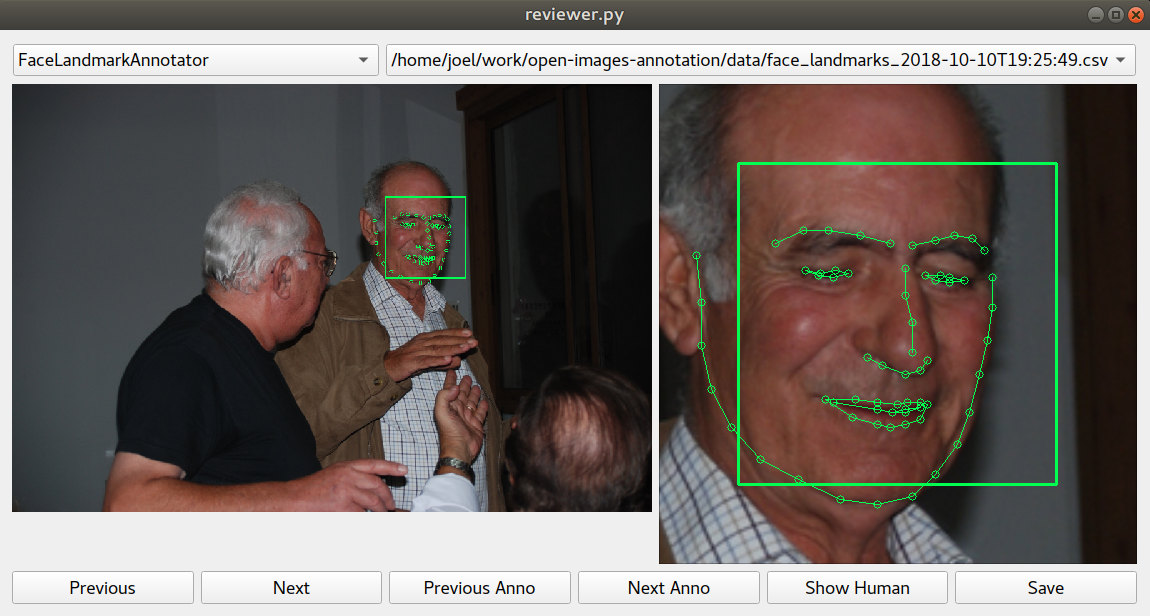 reviewer.py
FaceLandmarkAnnotator
/home/joel/work/open-images-annotation/data/face_landmarks_2018-10-10T19:25:49.csv
Previous
Next
Previous Anno
Next Anno
Show Human
Save